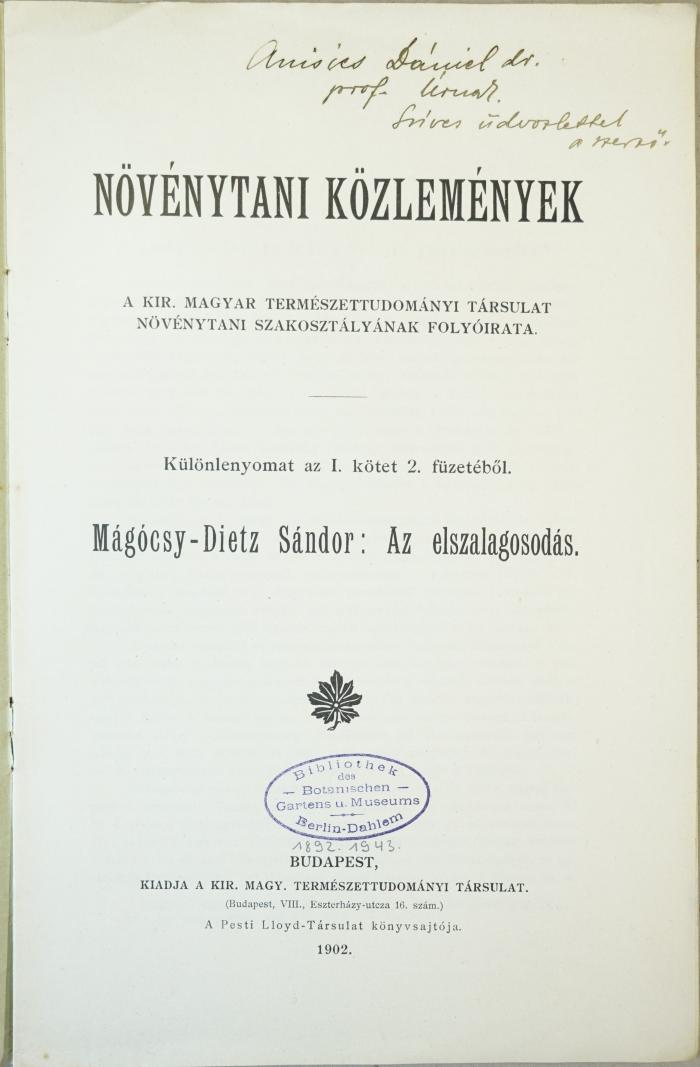 Anisics Dániel dr.
prof. Úrnak.
Szives üdvözlettel
a szerző.
NÖVÉNYTANI KÖZLEMÉNYEK
A KIR. MAGYAR TERMÉSZETTUDOMÁNYI TÁRSULAT
NÖVÉNYTANI SZAKOSZTÁLYÁNAK FOLYÓIRATA.
Különlenyomat az I. kötet 2. füzetéből.
Mágócsy-Dietz Sándor: Az elszalagosodás.
Bibliothek
des
— Botanischen —
Gartens u. Museums
Berlin-Dahlem
1892. 1943.
BUDAPEST,
KIADJA A KIR. MAGY. TERMÉSZETTUDOMÁNYI TÁRSULAT.
(Budapest, VIII., Eszterházy-utcza 16. szám.)
A Pesti Lloyd-Társulat könyvsajtója.
1902.